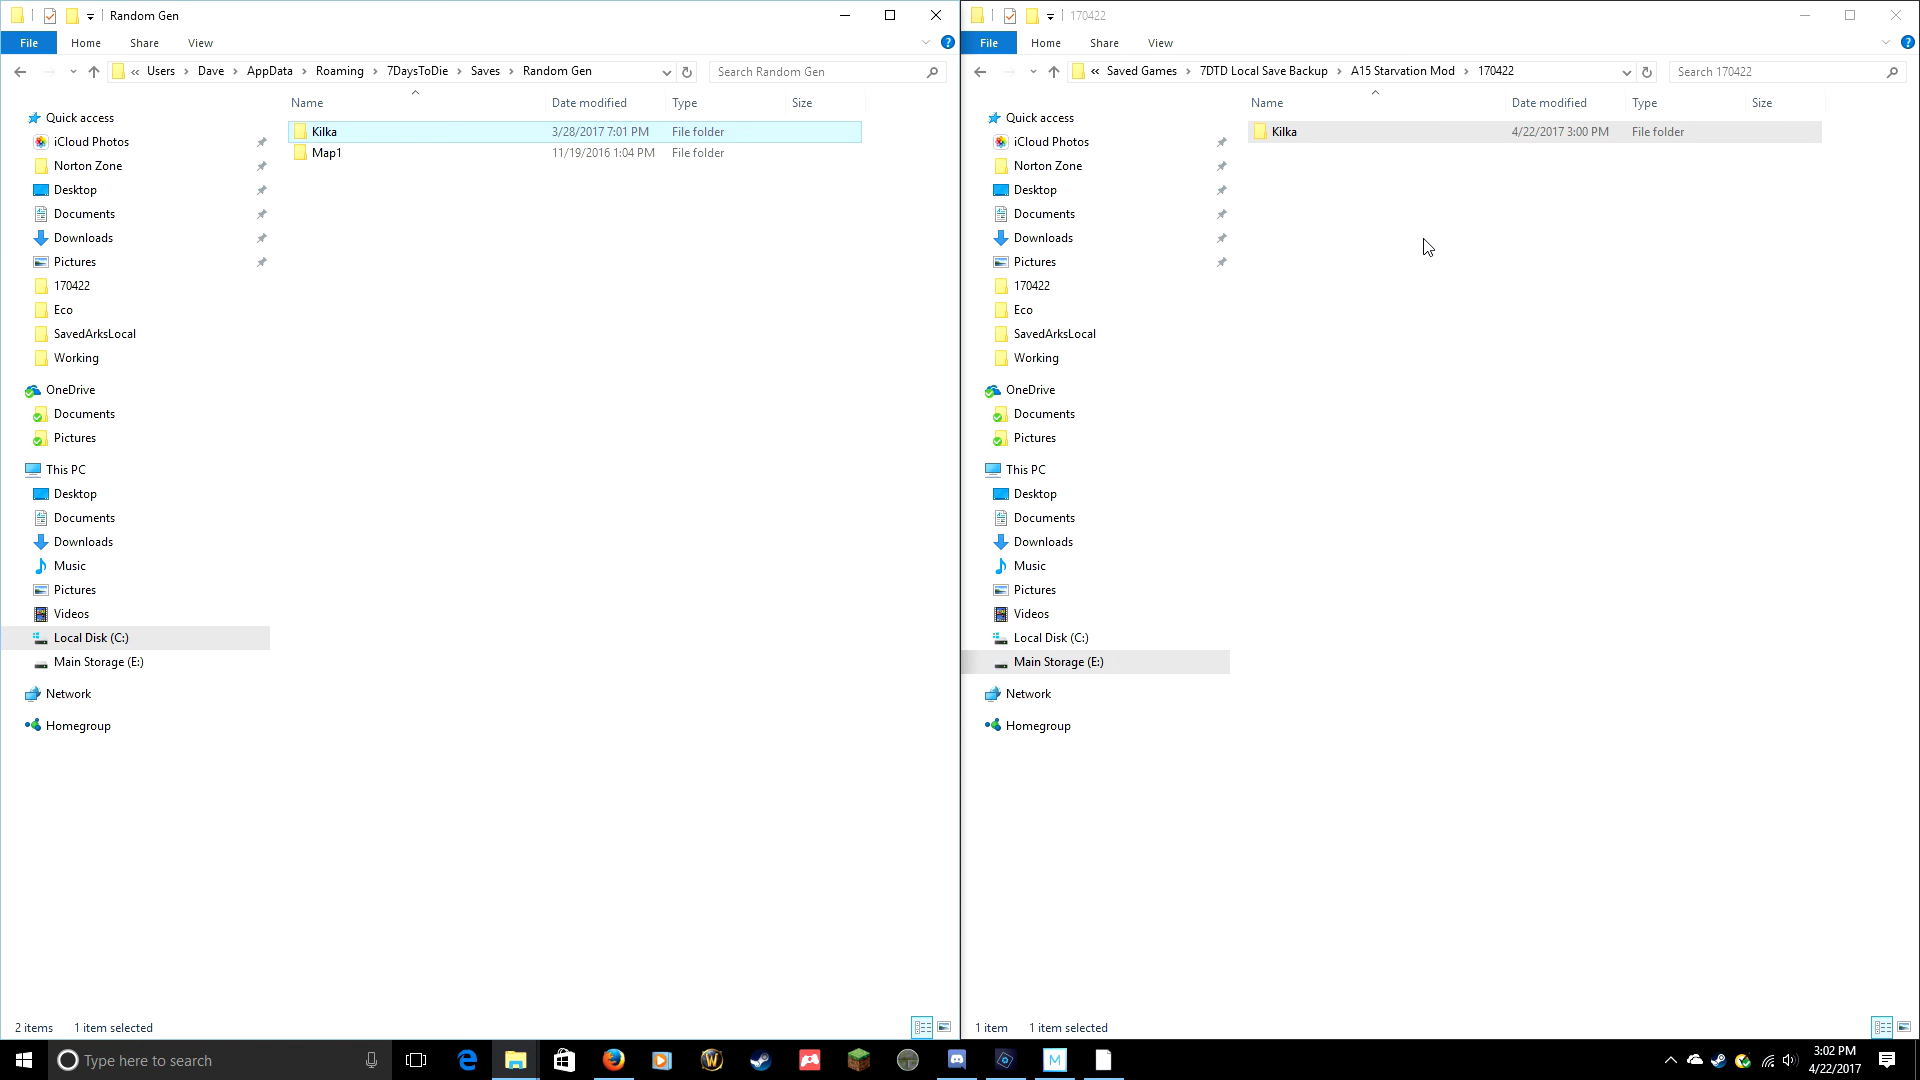 Random Gen
File Home Share View
« Users Dave AppData Roaming 7DaysToDie Saves Random Gen
Search Random Gen
Name Date modified Type Size
Kilka 3/28/2017 7:01 PM File folder
Map1 11/19/2016 1:04 PM File folder
Quick access
iCloud Photos
Norton Zone
Desktop
Documents
Downloads
Pictures
170422
Eco
SavedArksLocal
Working
OneDrive
Documents
Pictures
This PC
Desktop
Documents
Downloads
Music
Pictures
Videos
Local Disk (C:)
Main Storage (E:)
Network
Homegroup
2 items 1 item selected
170422
File Home Share View
« Saved Games 7DTD Local Save Backup A15 Starvation Mod 170422
Search 170422
Name Date modified Type Size
Kilka 4/22/2017 3:00 PM File folder
Quick access
iCloud Photos
Norton Zone
Desktop
Documents
Downloads
Pictures
170422
Eco
SavedArksLocal
Working
OneDrive
Documents
Pictures
This PC
Desktop
Documents
Downloads
Music
Pictures
Videos
Local Disk (C:)
Main Storage (E:)
Network
Homegroup
1 item 1 item selected
Type here to search
M
3:02 PM
4/22/2017